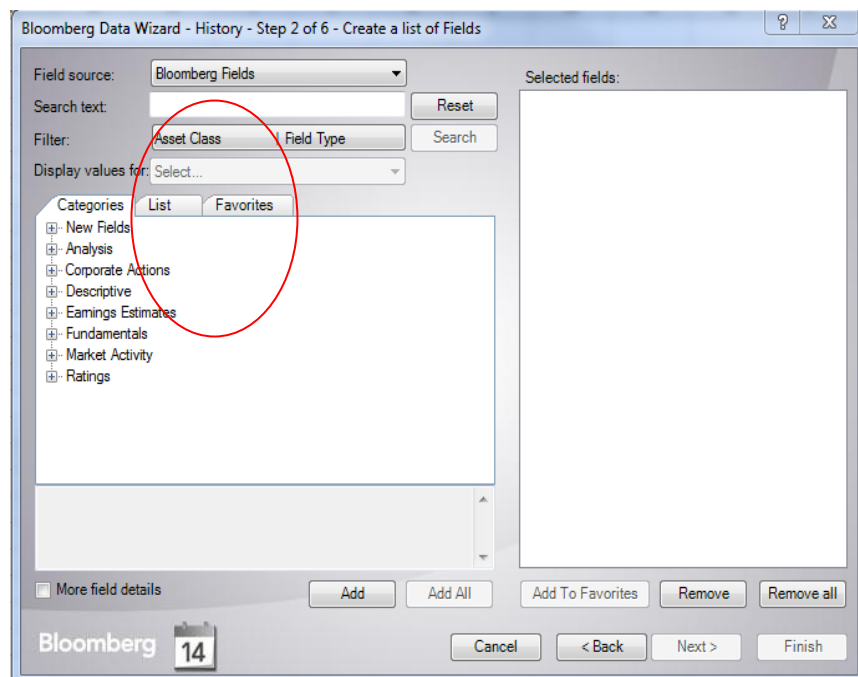 Bloomberg Data Wizard - History - Step 2 of 6 - Create a list of Fields
Field source: Bloomberg Fields
Selected fields:
Search text: Reset
Filter: Asset Class | Field Type Search
Display values for: Select...
Categories List Favorites
New Fields
Analysis
Corporate Actions
Descriptive
Earnings Estimates
Fundamentals
Market Activity
Ratings
More field details Add Add All Add To Favorites Remove Remove all
Bloomberg 14 Cancel < Back Next > Finish